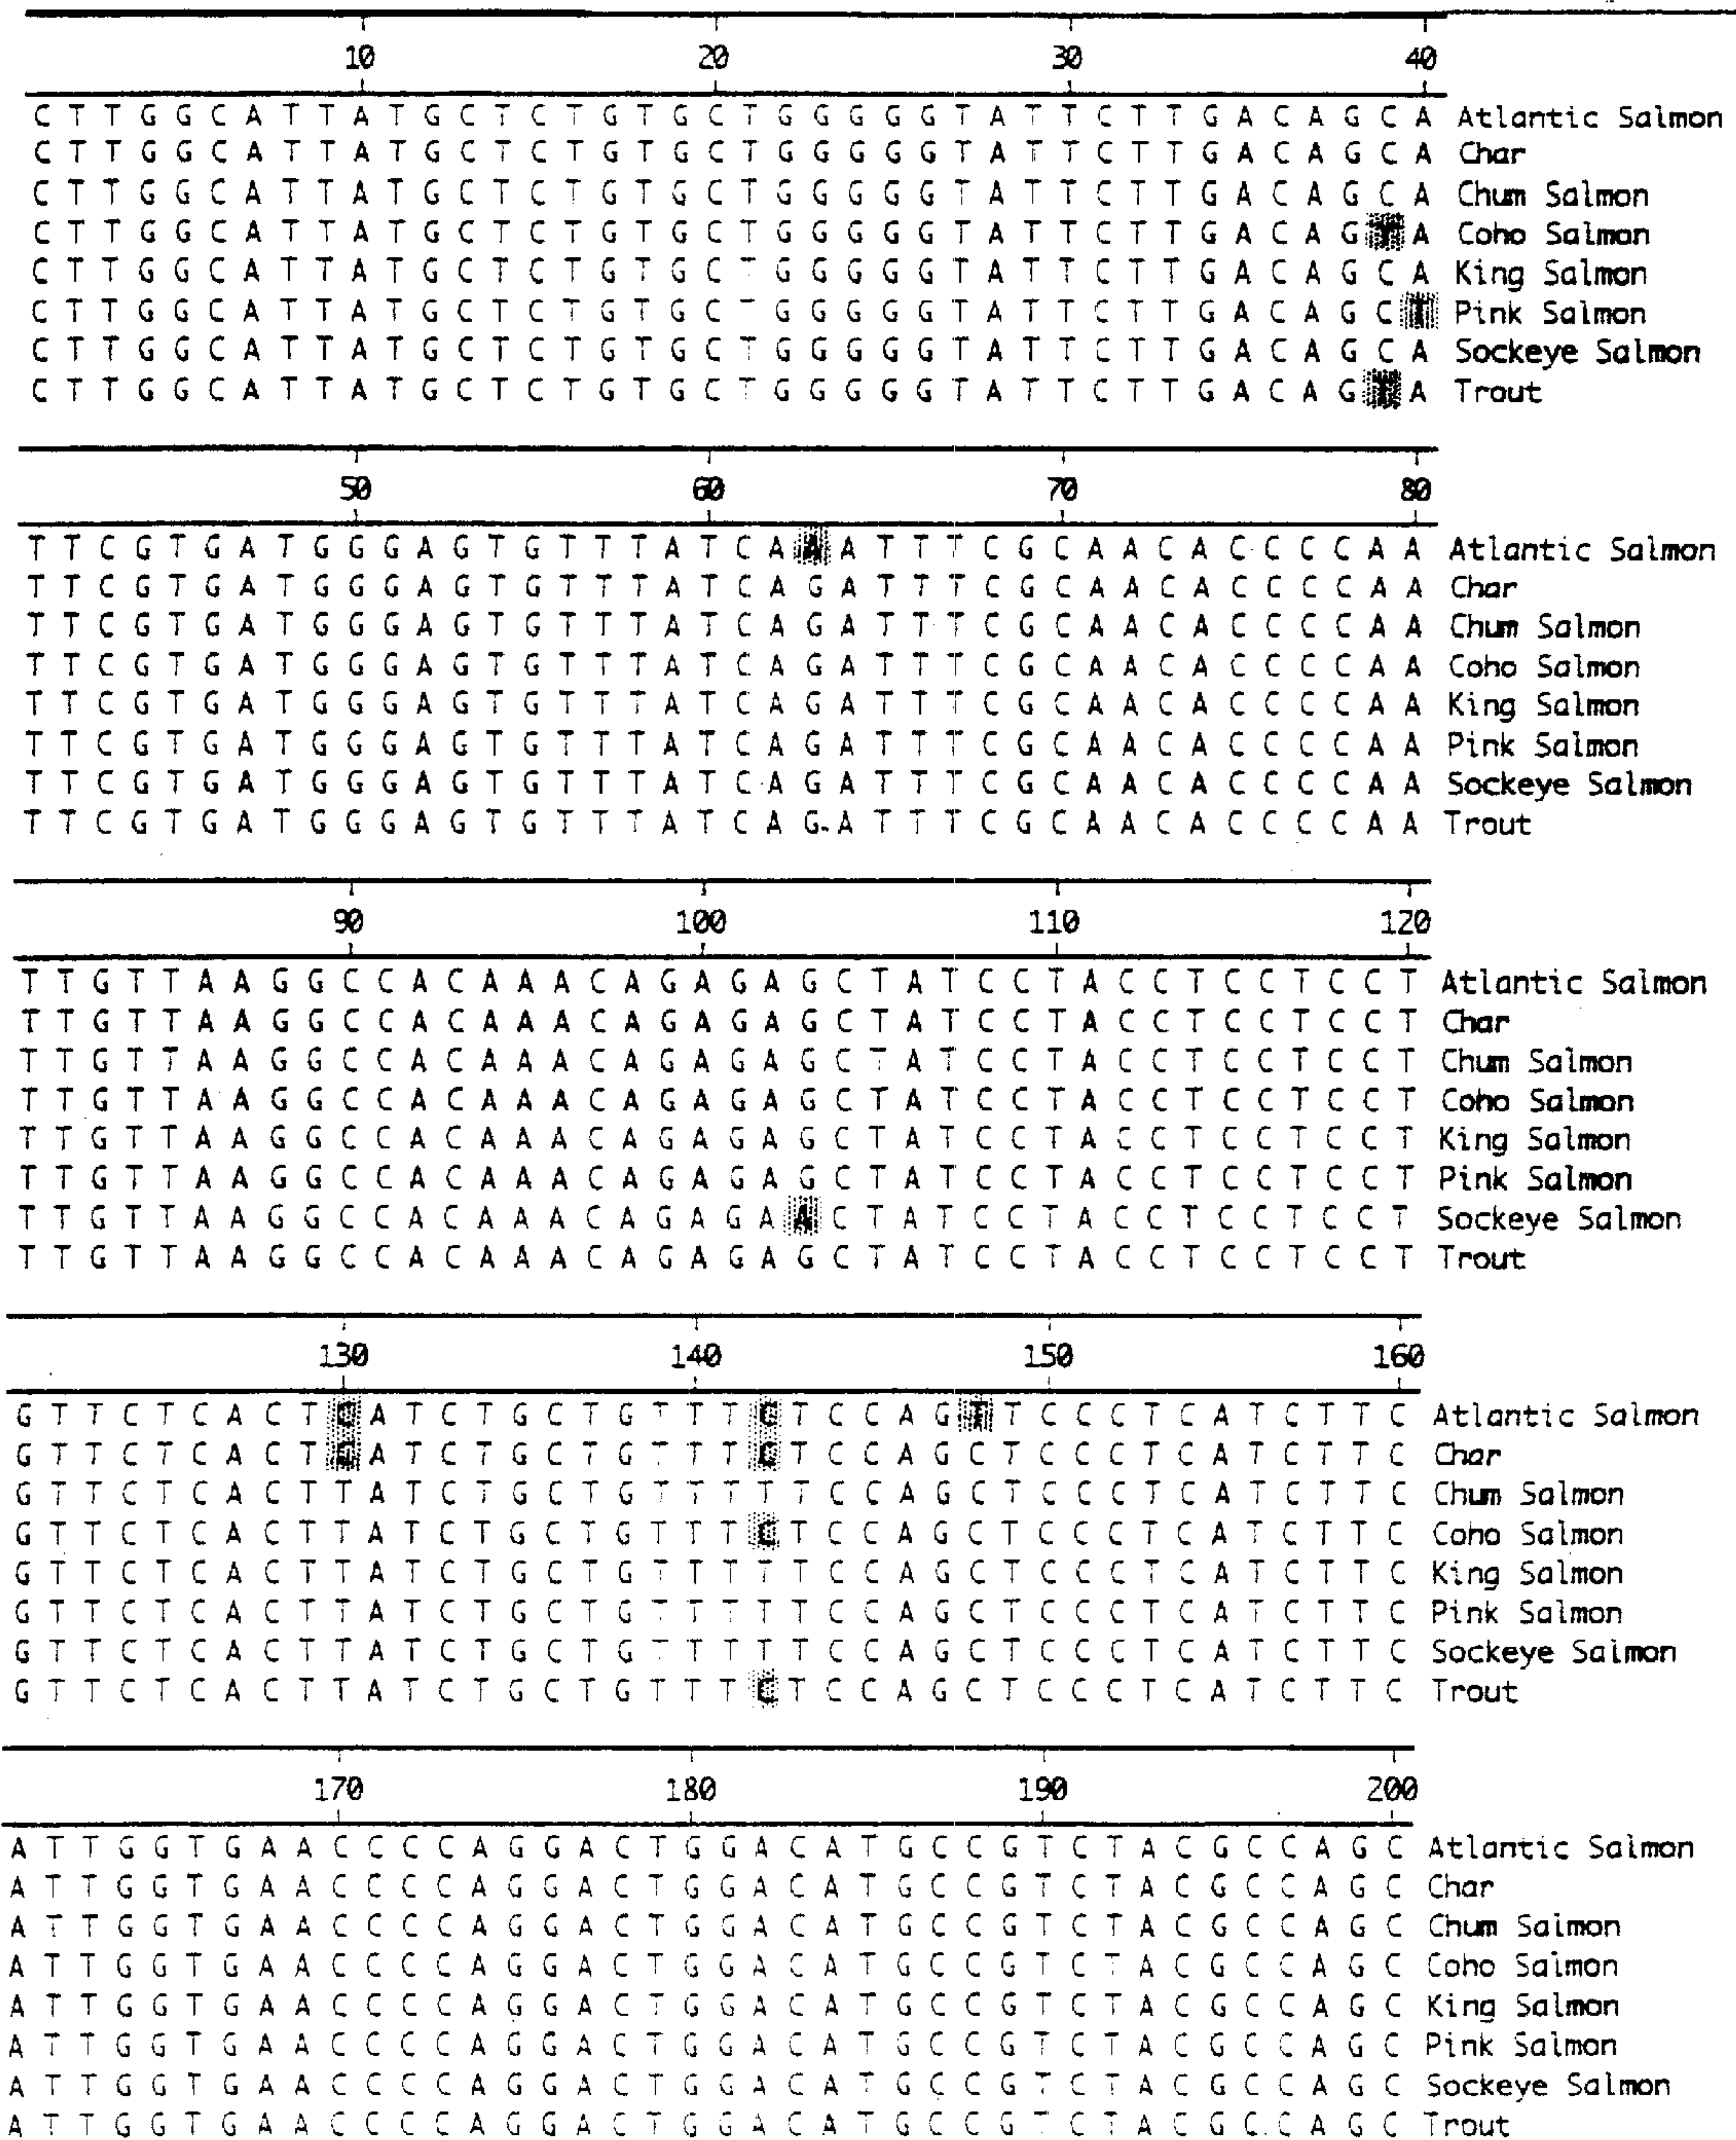 10 20 30 40
C T T G G C A T T A T G C T C T G T G C T G G G G G T A T T C T T G A C A G C A Atlantic Salmon
C T T G G C A T T A T G C T C T G T G C T G G G G G T A T T C T T G A C A G C A Char
C T T G G C A T T A T G C T C T G T G C T G G G G G T A T T C T T G A C A G C A Chum Salmon
C T T G G C A T T A T G C T C T G T G C T G G G G G T A T T C T T G A C A G T A Coho Salmon
C T T G G C A T T A T G C T C T G T G C T G G G G G T A T T C T T G A C A G C A King Salmon
C T T G G C A T T A T G C T C T G T G C T G G G G G T A T T C T T G A C A G C T Pink Salmon
C T T G G C A T T A T G C T C T G T G C T G G G G G T A T T C T T G A C A G C A Sockeye Salmon
C T T G G C A T T A T G C T C T G T G C T G G G G G T A T T C T T G A C A G T A Trout
50 60 70 80
T T C G T G A T G G G A G T G T T T A T C A A A T T T C G C A A C A C C C C A A Atlantic Salmon
T T C G T G A T G G G A G T G T T T A T C A G A T T T C G C A A C A C C C C A A Char
T T C G T G A T G G G A G T G T T T A T C A G A T T T C G C A A C A C C C C A A Chum Salmon
T T C G T G A T G G G A G T G T T T A T C A G A T T T C G C A A C A C C C C A A Coho Salmon
T T C G T G A T G G G A G T G T T T A T C A G A T T T C G C A A C A C C C C A A King Salmon
T T C G T G A T G G G A G T G T T T A T C A G A T T T C G C A A C A C C C C A A Pink Salmon
T T C G T G A T G G G A G T G T T T A T C A G A T T T C G C A A C A C C C C A A Sockeye Salmon
T T C G T G A T G G G A G T G T T T A T C A G A T T T C G C A A C A C C C C A A Trout
90 100 110 120
T T G T T A A G G C C A C A A A C A G A G A G C T A T C C T A C C T C C T C C T Atlantic Salmon
T T G T T A A G G C C A C A A A C A G A G A G C T A T C C T A C C T C C T C C T Char
T T G T T A A G G C C A C A A A C A G A G A G C T A T C C T A C C T C C T C C T Chum Salmon
T T G T T A A G G C C A C A A A C A G A G A G C T A T C C T A C C T C C T C C T Coho Salmon
T T G T T A A G G C C A C A A A C A G A G A G C T A T C C T A C C T C C T C C T King Salmon
T T G T T A A G G C C A C A A A C A G A G A G C T A T C C T A C C T C C T C C T Pink Salmon
T T G T T A A G G C C A C A A A C A G A G A A C T A T C C T A C C T C C T C C T Sockeye Salmon
T T G T T A A G G C C A C A A A C A G A G A G C T A T C C T A C C T C C T C C T Trout
130 140 150 160
G T T C T C A C T C A T C T G C T G T T T C T C C A G T T C C C T C A T C T T C Atlantic Salmon
G T T C T C A C T G A T C T G C T G T T T C T C C A G C T C C C T C A T C T T C Char
G T T C T C A C T T A T C T G C T G T T T T T C C A G C T C C C T C A T C T T C Chum Salmon
G T T C T C A C T T A T C T G C T G T T T C T C C A G C T C C C T C A T C T T C Coho Salmon
G T T C T C A C T T A T C T G C T G T T T T T C C A G C T C C C T C A T C T T C King Salmon
G T T C T C A C T T A T C T G C T G T T T T T C C A G C T C C C T C A T C T T C Pink Salmon
G T T C T C A C T T A T C T G C T G T T T T T C C A G C T C C C T C A T C T T C Sockeye Salmon
G T T C T C A C T T A T C T G C T G T T T C T C C A G C T C C C T C A T C T T C Trout
170 180 190 200
A T T G G T G A A C C C C A G G A C T G G A C A T G C C G T C T A C G C C A G C Atlantic Salmon
A T T G G T G A A C C C C A G G A C T G G A C A T G C C G T C T A C G C C A G C Char
A T T G G T G A A C C C C A G G A C T G G A C A T G C C G T C T A C G C C A G C Chum Salmon
A T T G G T G A A C C C C A G G A C T G G A C A T G C C G T C T A C G C C A G C Coho Salmon
A T T G G T G A A C C C C A G G A C T G G A C A T G C C G T C T A C G C C A G C King Salmon
A T T G G T G A A C C C C A G G A C T G G A C A T G C C G T C T A C G C C A G C Pink Salmon
A T T G G T G A A C C C C A G G A C T G G A C A T G C C G T C T A C G C C A G C Sockeye Salmon
A T T G G T G A A C C C C A G G A C T G G A C A T G C C G T C T A C G C C A G C Trout